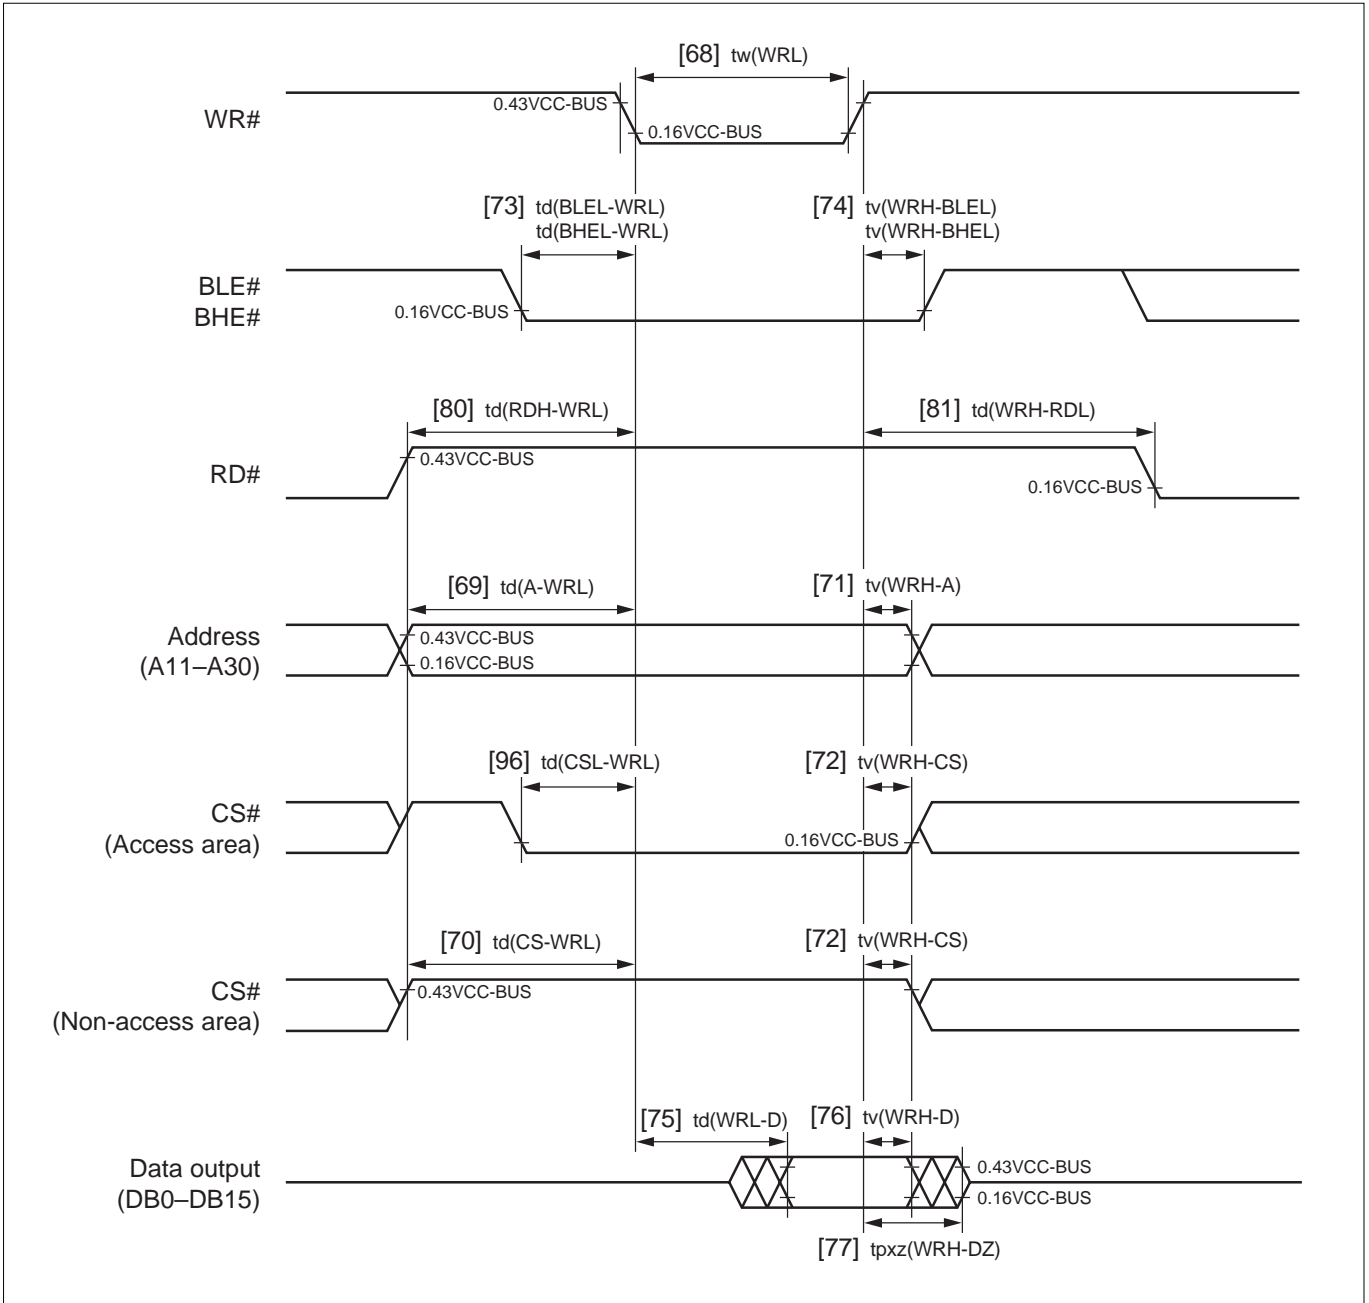 [68] tw(WRL)
0.43VCC-BUS
WR#
0.16VCC-BUS
[73] td(BLEL-WRL)
td(BHEL-WRL)
[74] tv(WRH-BLEL)
tv(WRH-BHEL)
BLE#
BHE#
0.16VCC-BUS
[80] td(RDH-WRL)
[81] td(WRH-RDL)
0.43VCC-BUS
RD#
0.16VCC-BUS
[69] td(A-WRL)
[71] tv(WRH-A)
Address
(A11–A30)
0.43VCC-BUS
0.16VCC-BUS
[96] td(CSL-WRL)
[72] tv(WRH-CS)
CS#
(Access area)
0.16VCC-BUS
[70] td(CS-WRL)
[72] tv(WRH-CS)
CS#
(Non-access area)
0.43VCC-BUS
[75] td(WRL-D)
[76] tv(WRH-D)
Data output
(DB0–DB15)
0.43VCC-BUS
0.16VCC-BUS
[77] tpxz(WRH-DZ)